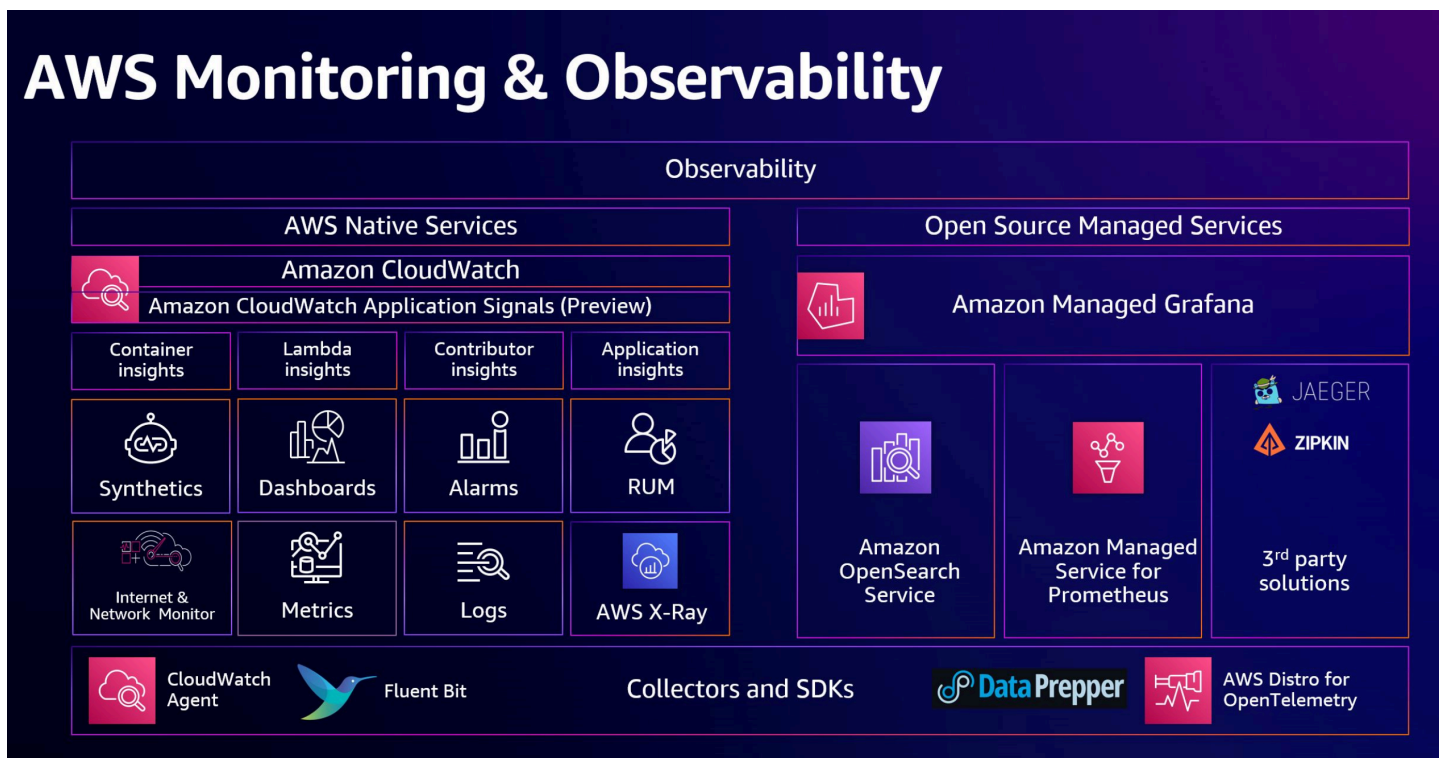 AWS Monitoring & Observability
Observability
AWS Native Services
Open Source Managed Services
Amazon CloudWatch
Amazon CloudWatch Application Signals (Preview)
Container
insights
Lambda
insights
Contributor
insights
Application
insights
Synthetics
Dashboards
Alarms
RUM
Internet &
Network Monitor
Metrics
Logs
AWS X-Ray
Amazon Managed Grafana
Amazon
OpenSearch
Service
Amazon Managed
Service for
Prometheus
JAEGER
ZIPKIN
3rd party
solutions
CloudWatch
Agent
Fluent Bit
Collectors and SDKs
Data Prepper
AWS Distro for
OpenTelemetry